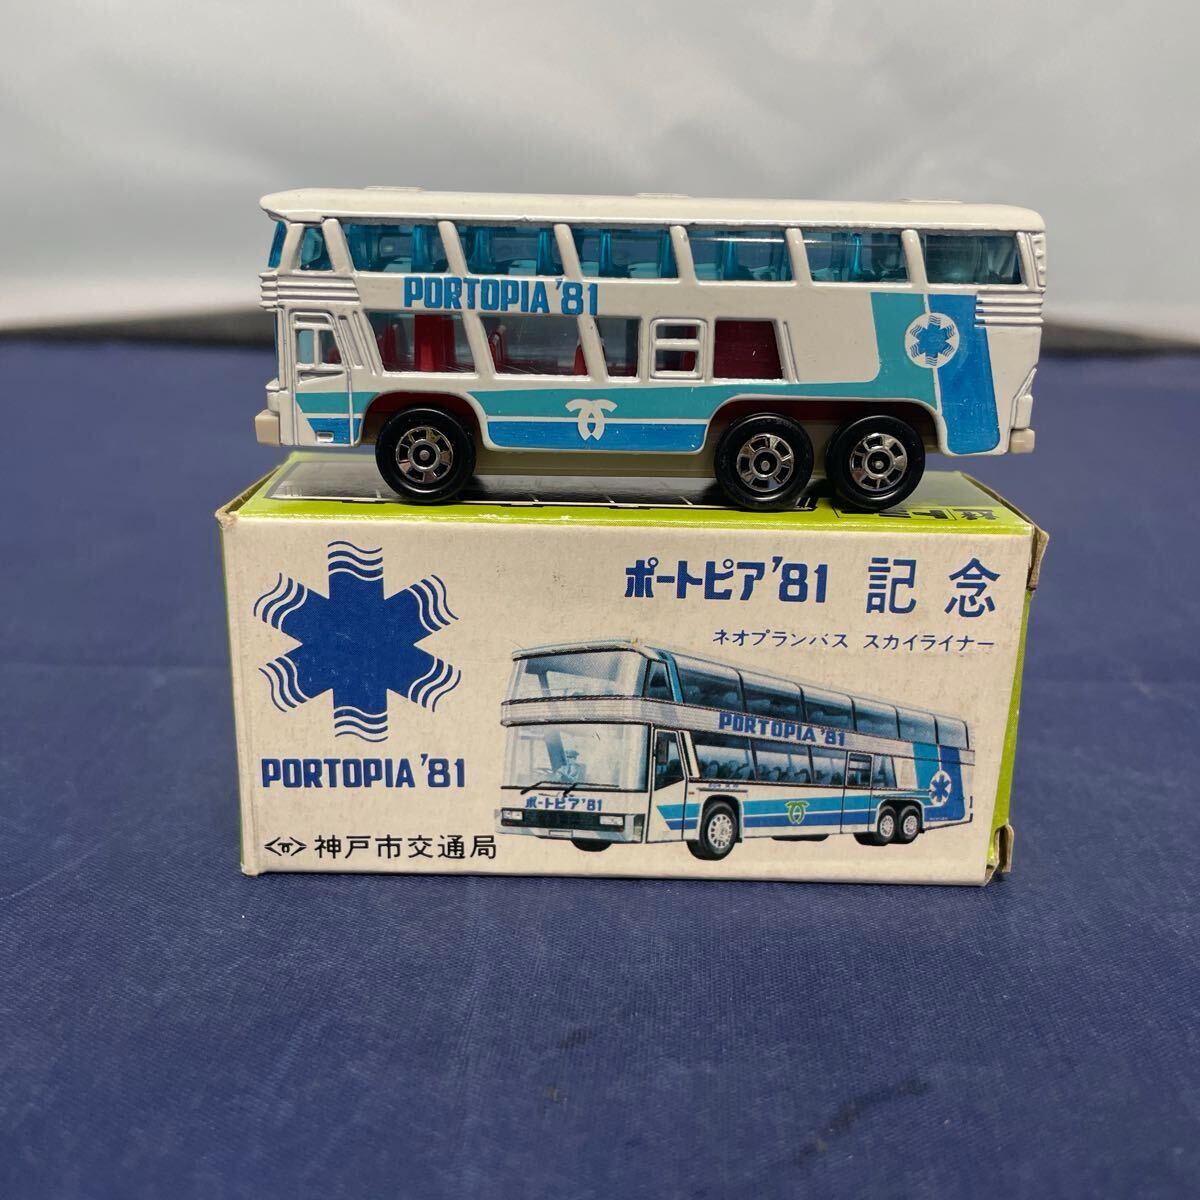 PORTOPIA '81
ポートピア'81 記念
ネオプランバス スカイライナー
PORTOPIA '81
ポートピア'81
PORTOPIA '81
神戸市交通局